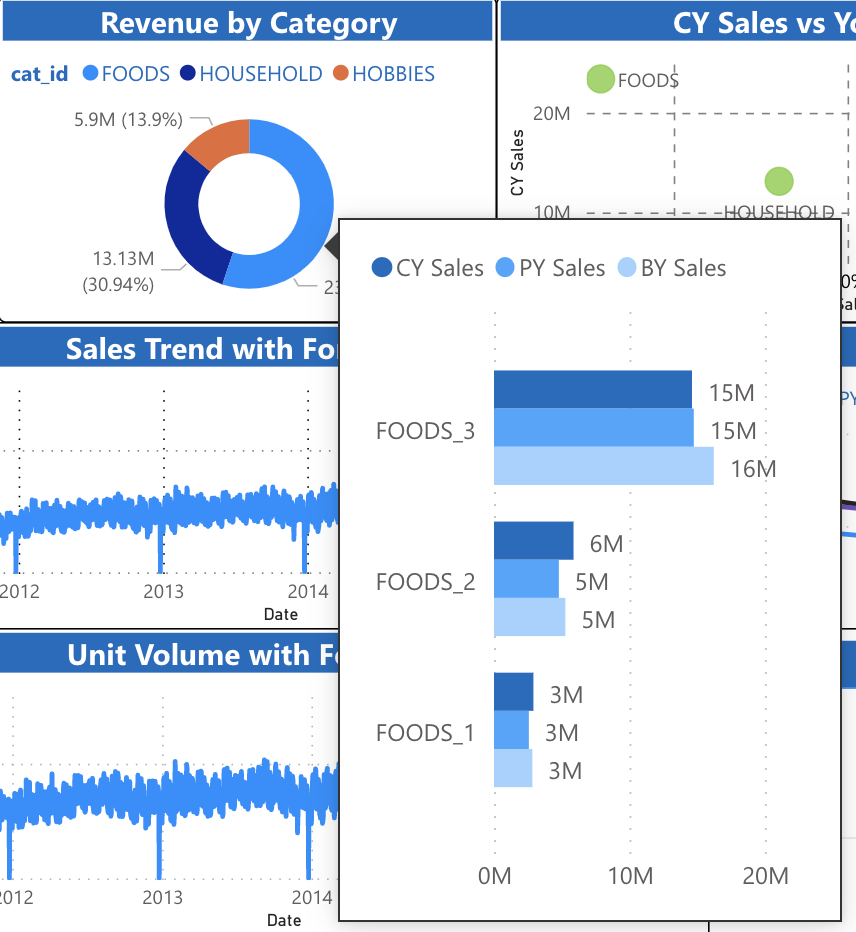 Revenue by Category
cat_id FOODS HOUSEHOLD HOBBIES
5.9M (13.9%)
13.13M
(30.94%)
CY Sales vs
FOODS
20M
CY Sales
10M
HOUSEHOLD
Sales Trend with
2012 2013 2014
Date
Unit Volume with
2012 2013 2014
Date
CY Sales PY Sales BY Sales
FOODS_3
15M
15M
16M
FOODS_2
6M
5M
5M
FOODS_1
3M
3M
3M
0M 10M 20M